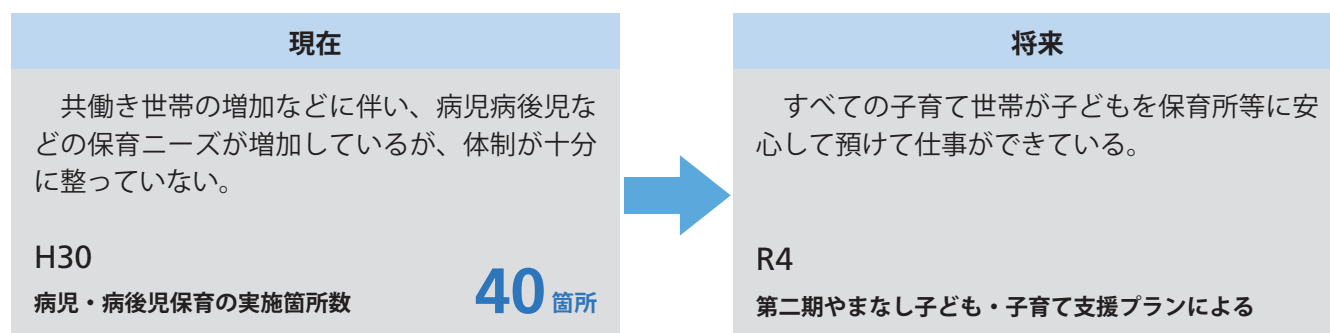 現在
　共働き世帯の増加などに伴い、病児病後児な
どの保育ニーズが増加しているが、体制が十分
に整っていない。
H30
病児・病後児保育の実施箇所数 40箇所
将来
　すべての子育て世帯が子どもを保育所等に安
心して預けて仕事ができている。
R4
第二期やまなし子ども・子育て支援プランによる